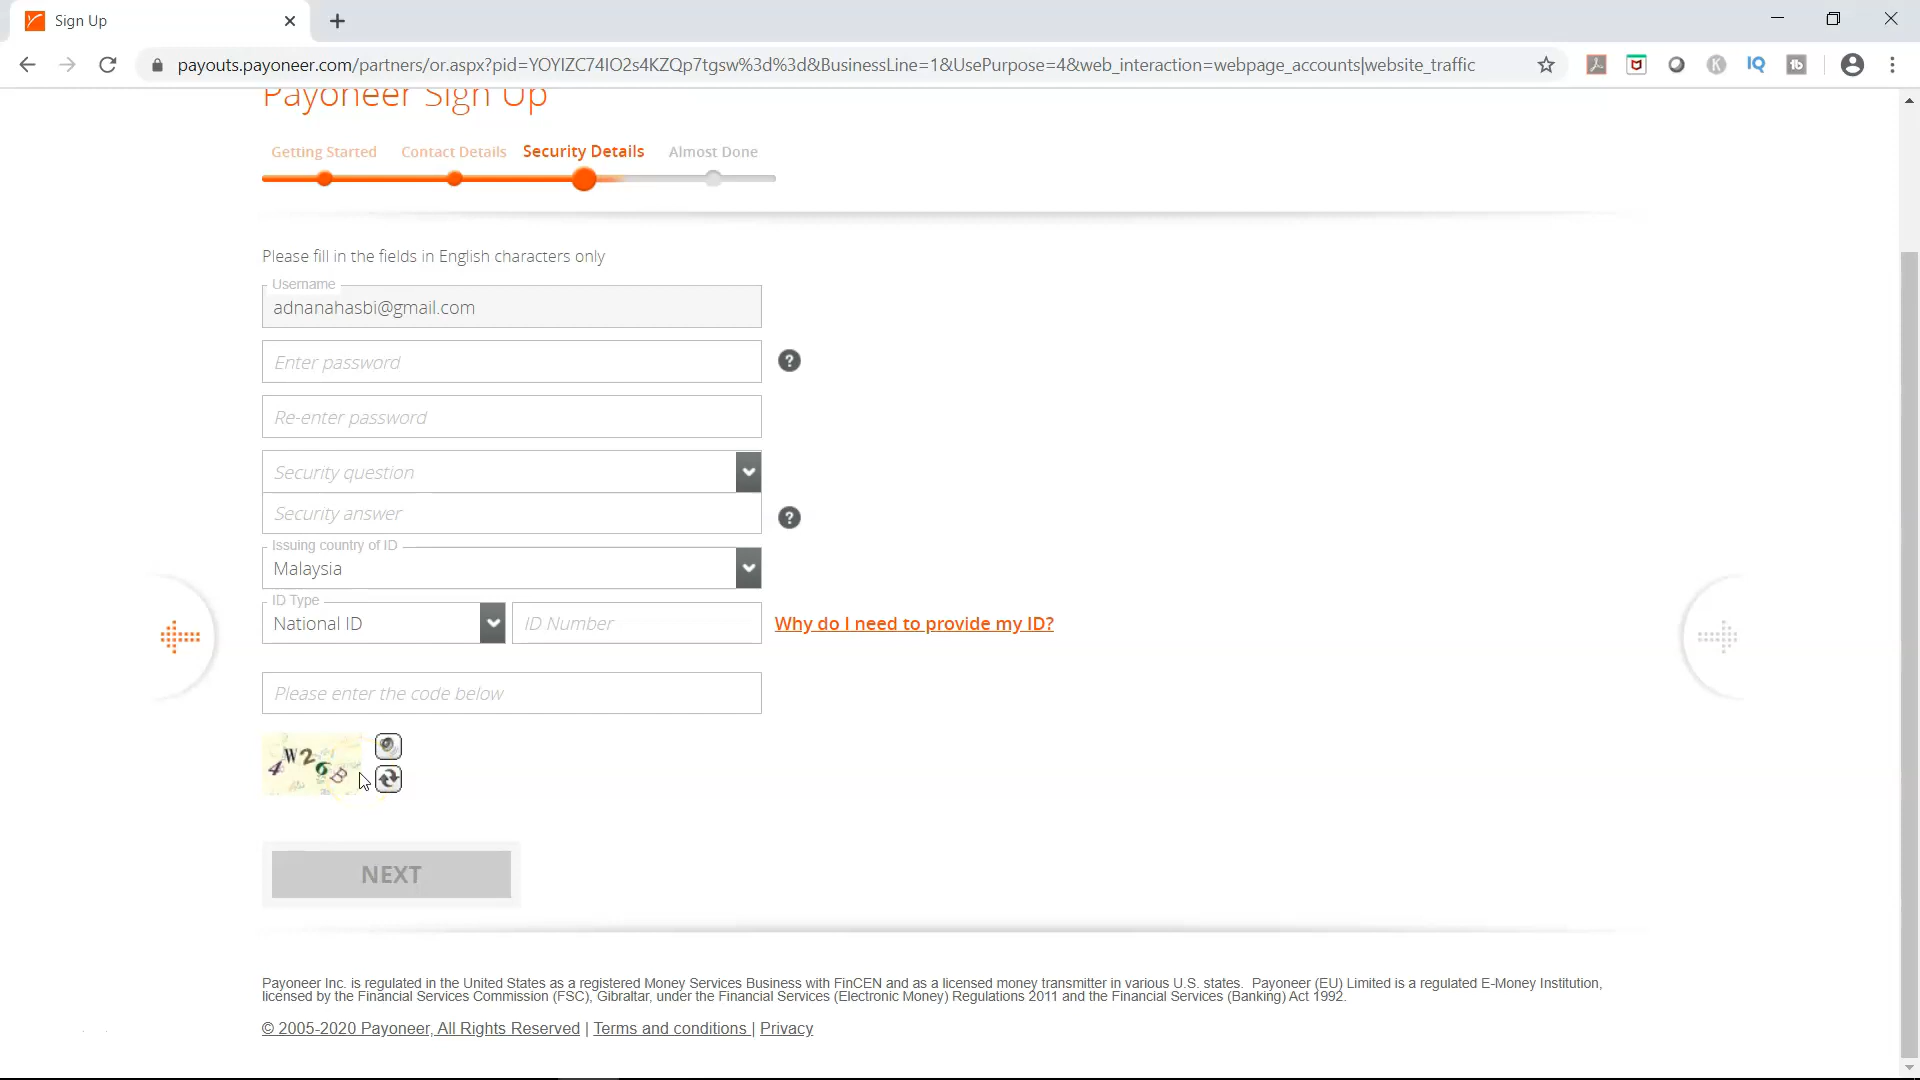 Sign Up
payouts.payoneer.com/partners/or.aspx?pid=YOYIZC74IO2s4KZQp7tgsw%3d%3d&BusinessLine=1&UsePurpose=4&web_interaction=webpage_accounts|website_traffic
Payoneer Sign Up
Getting Started Contact Details Security Details Almost Done
Please fill in the fields in English characters only
Username
adnanahasbi@gmail.com
Enter password
?
Re-enter password
Security question
Security answer
?
Issuing country of ID
Malaysia
ID Type
National ID ID Number Why do I need to provide my ID?
Please enter the code below
4W26B
NEXT
Payoneer Inc. is regulated in the United States as a registered Money Services Business with FinCEN and as a licensed money transmitter in various U.S. states. Payoneer (EU) Limited is a regulated E-Money Institution,
licensed by the Financial Services Commission (FSC), Gibraltar, under the Financial Services (Electronic Money) Regulations 2011 and the Financial Services (Banking) Act 1992.
© 2005-2020 Payoneer, All Rights Reserved | Terms and conditions | Privacy